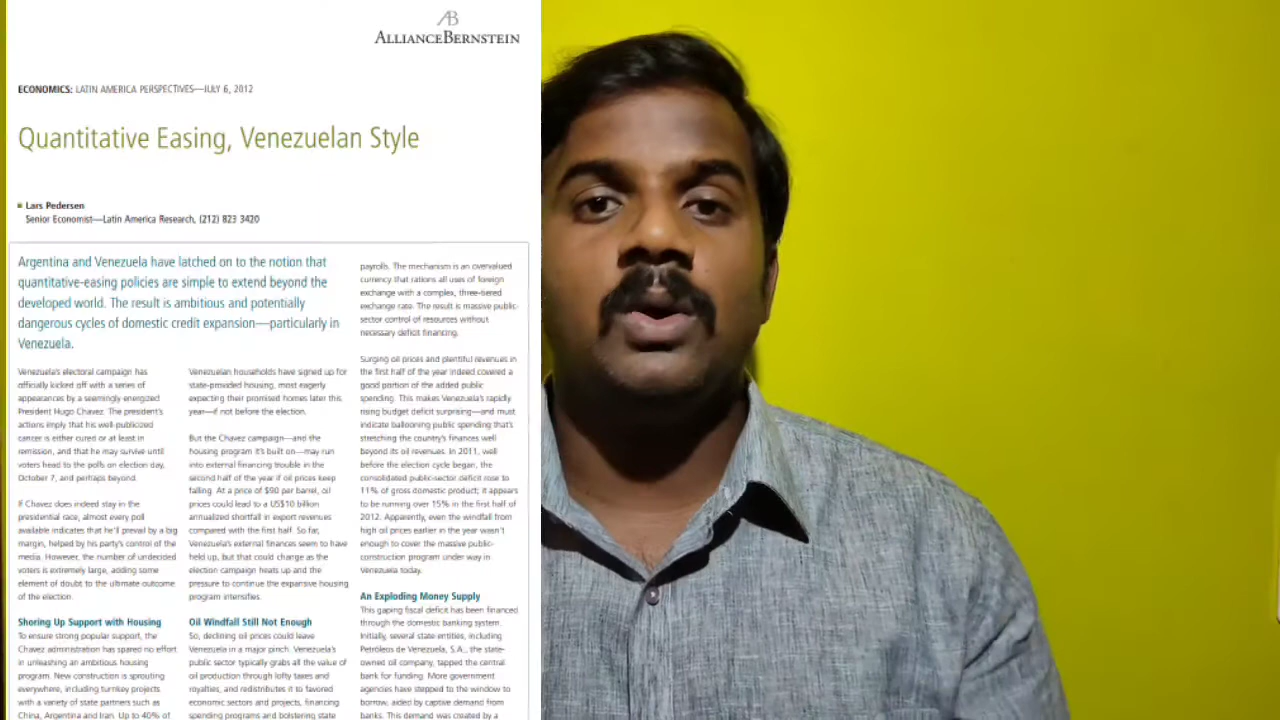 AB
ALLIANCEBERNSTEIN
ECONOMICS: LATIN AMERICA PERSPECTIVES—JULY 6, 2012
Quantitative Easing, Venezuelan Style
Lars Pedersen
Senior Economist—Latin America Research, (212) 823 3420
Argentina and Venezuela have latched on to the notion that
quantitative-easing policies are simple to extend beyond the
developed world. The result is ambitious and potentially
dangerous cycles of domestic credit expansion—particularly in
Venezuela.
Venezuela's electoral campaign has
officially kicked off with a series of
appearances by a seemingly energized
President Hugo Chavez. The president's
actions imply that his well-publicized
cancer is either cured or at least in
remission, and that he may survive until
voters head to the polls on election day,
October 7, and perhaps beyond.
If Chavez does indeed stay in the
presidential race, almost every poll
available indicates that he'll prevail by a big
margin, helped by his party's control of the
media. However, the number of undecided
voters is extremely large, adding some
element of doubt to the ultimate outcome
of the election.
Shoring Up Support with Housing
To ensure strong popular support, the
Chavez administration has spared no effort
in unleashing an ambitious housing
program. New construction is sprouting
everywhere, including turnkey projects
with a variety of state partners such as
China, Argentina and Iran. Up to 40% of
Venezuelan households have signed up for
state-provided housing, most eagerly
expecting their promised homes later this
year—if not before the election.
But the Chavez campaign—and the
housing program it's built on—may run
into external financing trouble in the
second half of the year if oil prices keep
falling. At a price of $90 per barrel, oil
prices could lead to a US$10 billion
annualized shortfall in export revenues
compared with the first half. So far,
Venezuela's external finances seem to have
held up, but that could change as the
election campaign heats up and the
pressure to continue the expansive housing
program intensifies.
Oil Windfall Still Not Enough
So, declining oil prices could leave
Venezuela in a major pinch. Venezuela's
public sector typically grabs all the value of
oil production through lofty taxes and
royalties, and redistributes it to favored
economic sectors and projects, financing
spending programs and bolstering state
payrolls. The mechanism is an overvalued
currency that rations all uses of foreign
exchange with a complex, three-tiered
exchange rate. The result is massive public-
sector control of resources without
necessary deficit financing.
Surging oil prices and plentiful revenues in
the first half of the year indeed covered a
good portion of the added public
spending. This makes Venezuela's rapidly
rising budget deficit surprising—and must
indicate ballooning public spending that's
stretching the country's finances well
beyond its oil revenues. In 2011, well
before the election cycle began, the
consolidated public-sector deficit rose to
11% of gross domestic product; it appears
to be running over 15% in the first half of
2012. Apparently, even the windfall from
high oil prices earlier in the year wasn't
enough to cover the massive public-
construction program under way in
Venezuela today.
An Exploding Money Supply
This gaping fiscal deficit has been financed
through the domestic banking system.
Initially, several state entities, including
Petróleos de Venezuela, S.A., the state-
owned oil company, tapped the central
bank for funding. More government
agencies have stepped to the window to
borrow, aided by captive demand from
banks. This demand was created by a